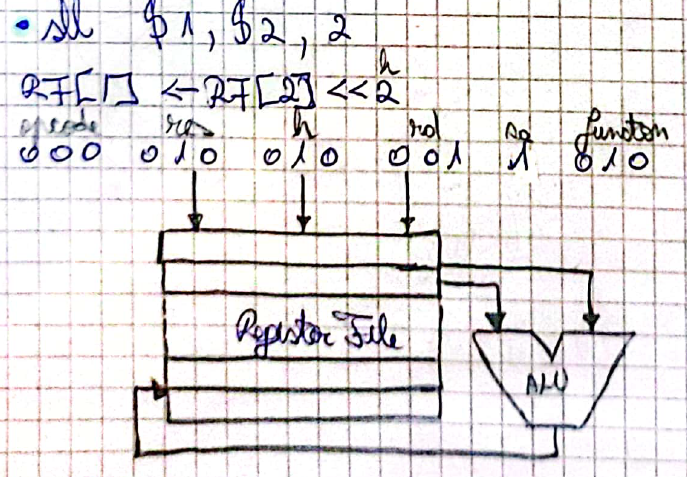 • sll $1, $2, 2
RF[1] ← RF[2] << 2
h
opcode rs h rd sa function
000 010 010 001 1 010
Register File
ALU